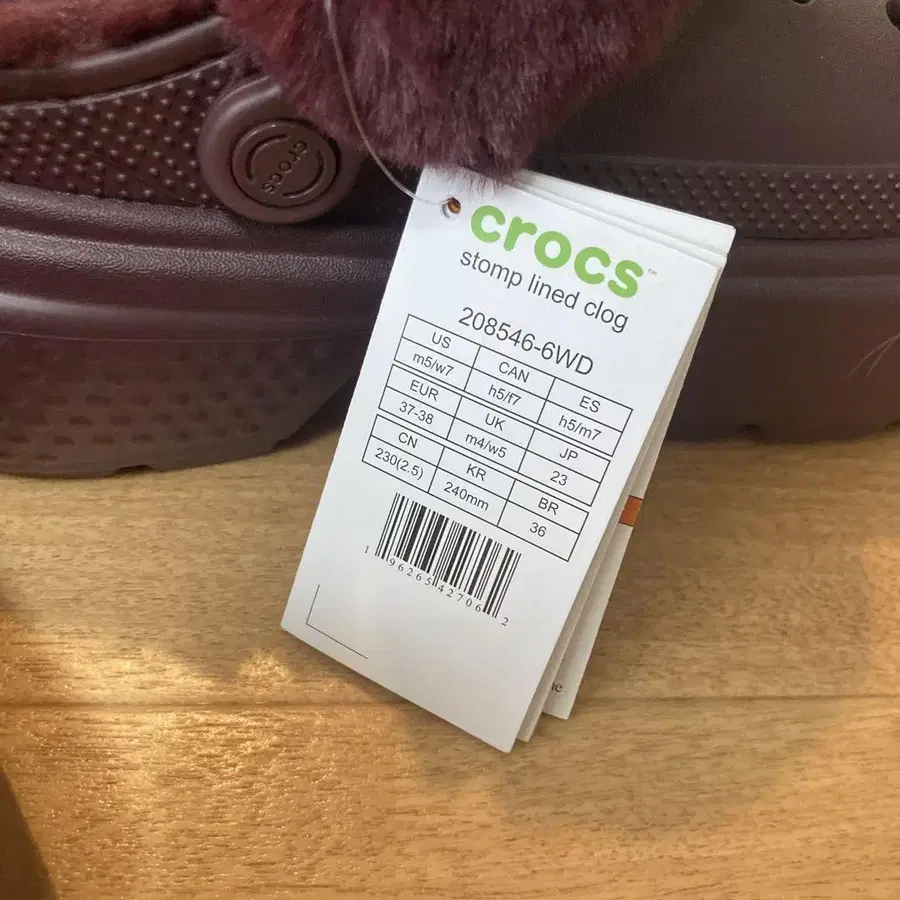 crocs
crocs™
stomp lined clog
208546-6WD
US CAN ES
m5/w7 h5/f7 h5/m7
EUR UK JP
37-38 m4/w5 23
CN KR BR
230(2.5) 240mm 36
1 96265 42706 2